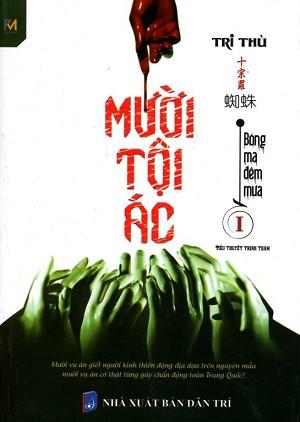 TRI THÙ
十宗罪
蜘蛛
MƯỜI
TỘI
ÁC
Bóng
ma
đêm
mưa
I
TIỂU THUYẾT TRINH THÁM
Mười vụ án giết người kinh thiên động địa dựa trên nguyên mẫu
mười vụ án có thật từng gây chấn động toàn Trung Quốc!
NHÀ XUẤT BẢN DÂN TRÍ